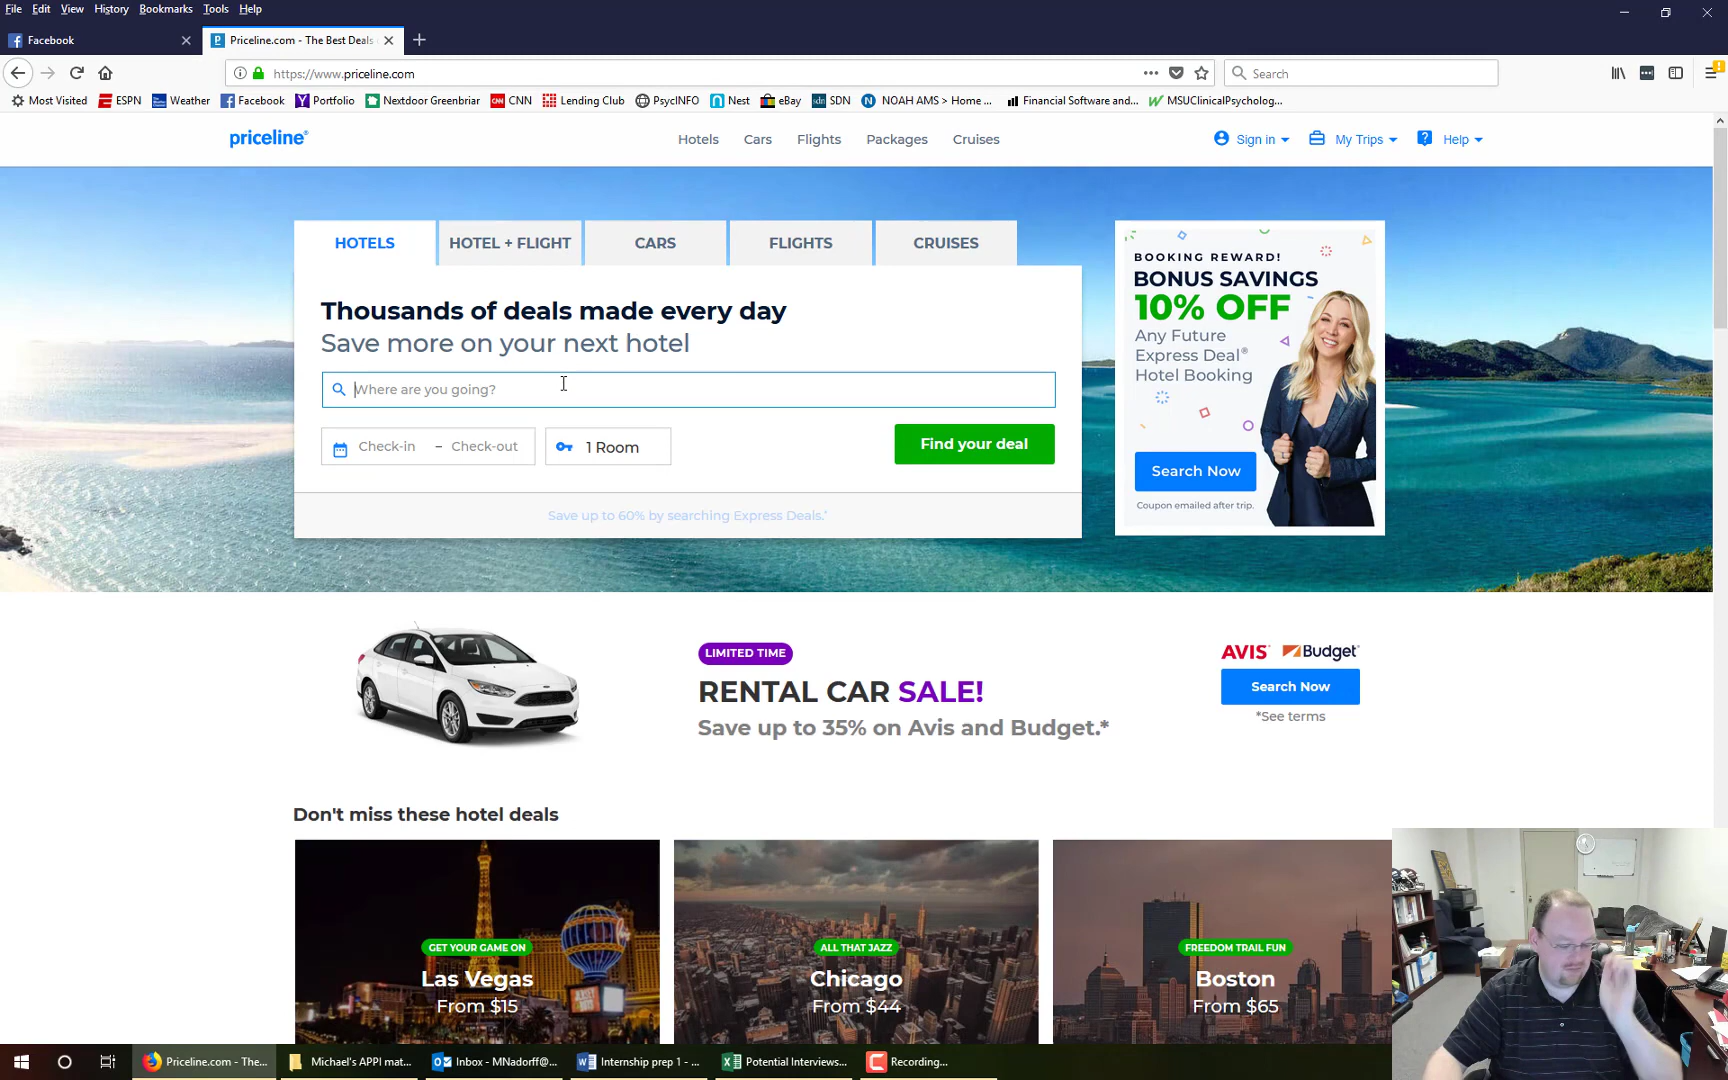 File Edit View History Bookmarks Tools Help
Facebook Priceline.com - The Best Deals
https://www.priceline.com Search
Most Visited ESPN Weather Facebook Portfolio Nextdoor Greenbriar CNN Lending Club PsycINFO Nest eBay SDN NOAH AMS > Home ... Financial Software and... MSUClinicalPsycholog...
priceline® Hotels Cars Flights Packages Cruises Sign in My Trips Help
HOTELS HOTEL + FLIGHT CARS FLIGHTS CRUISES
Thousands of deals made every day
Save more on your next hotel
Where are you going?
Check-in – Check-out 1 Room Find your deal
Save up to 60% by searching Express Deals.*
BOOKING REWARD!
BONUS SAVINGS
10% OFF
Any Future
Express Deal®
Hotel Booking
Search Now
Coupon emailed after trip.
LIMITED TIME
RENTAL CAR SALE!
Save up to 35% on Avis and Budget.*
AVIS Budget
Search Now
*See terms
Don't miss these hotel deals
GET YOUR GAME ON
Las Vegas
From $15
ALL THAT JAZZ
Chicago
From $44
FREEDOM TRAIL FUN
Boston
From $65
Priceline.com - The... Michael's APPI mat... Inbox - MNadorff@... Internship prep 1 - ... Potential Interviews... Recording...